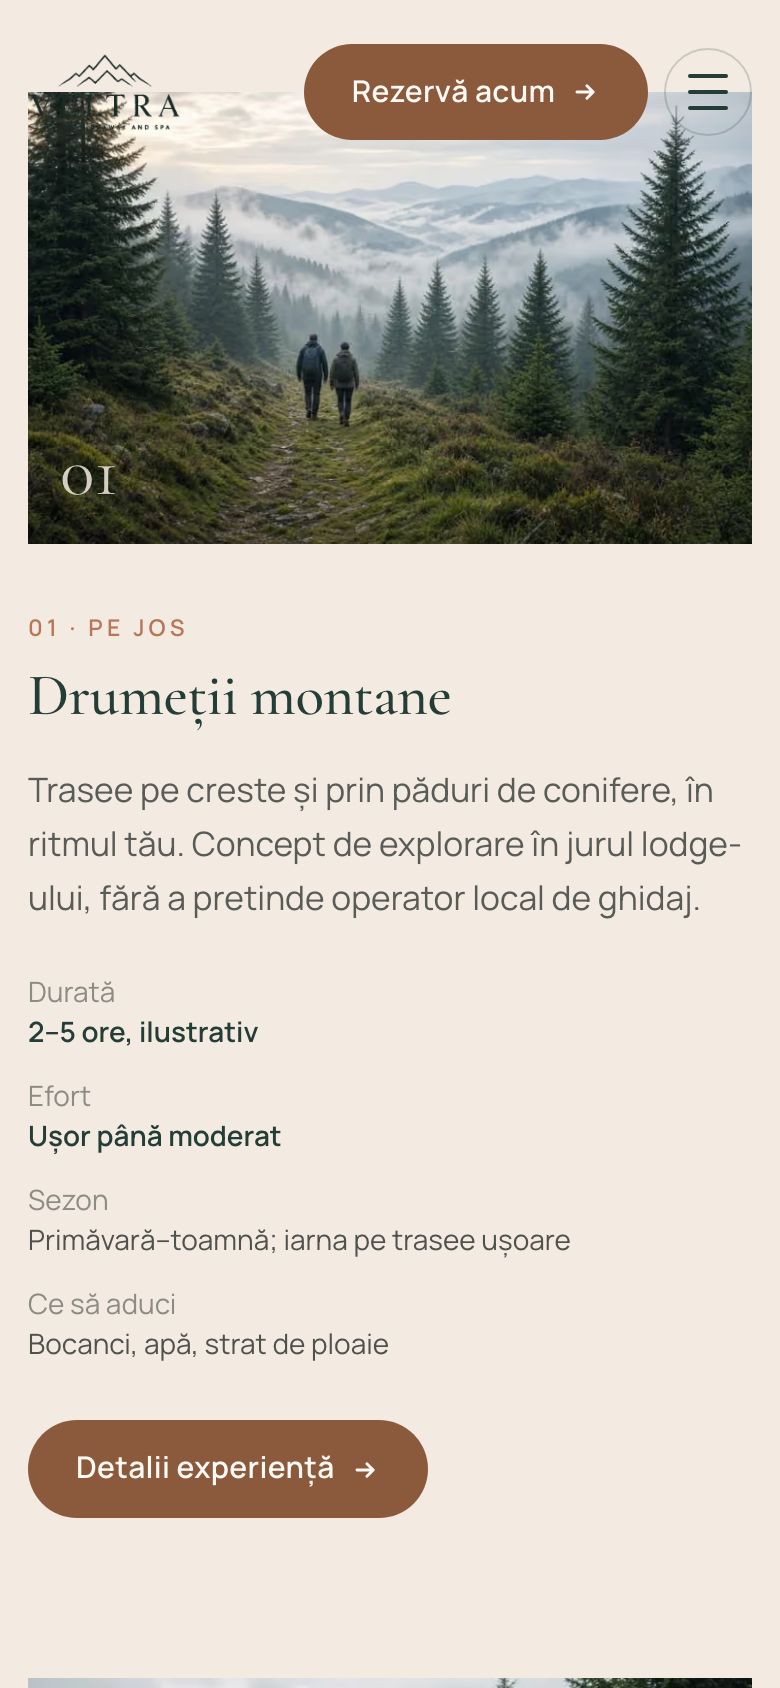 Rezervă acum
AND SPA
01
01 · PE JOS
Drumeții montane
Trasee pe creste și prin păduri de conifere, în
ritmul tău. Concept de explorare în jurul lodge-
ului, fără a pretinde operator local de ghidaj.
Durată
2–5 ore, ilustrativ
Efort
Ușor până moderat
Sezon
Primăvară–toamnă; iarna pe trasee ușoare
Ce să aduci
Bocanci, apă, strat de ploaie
Detalii experiență